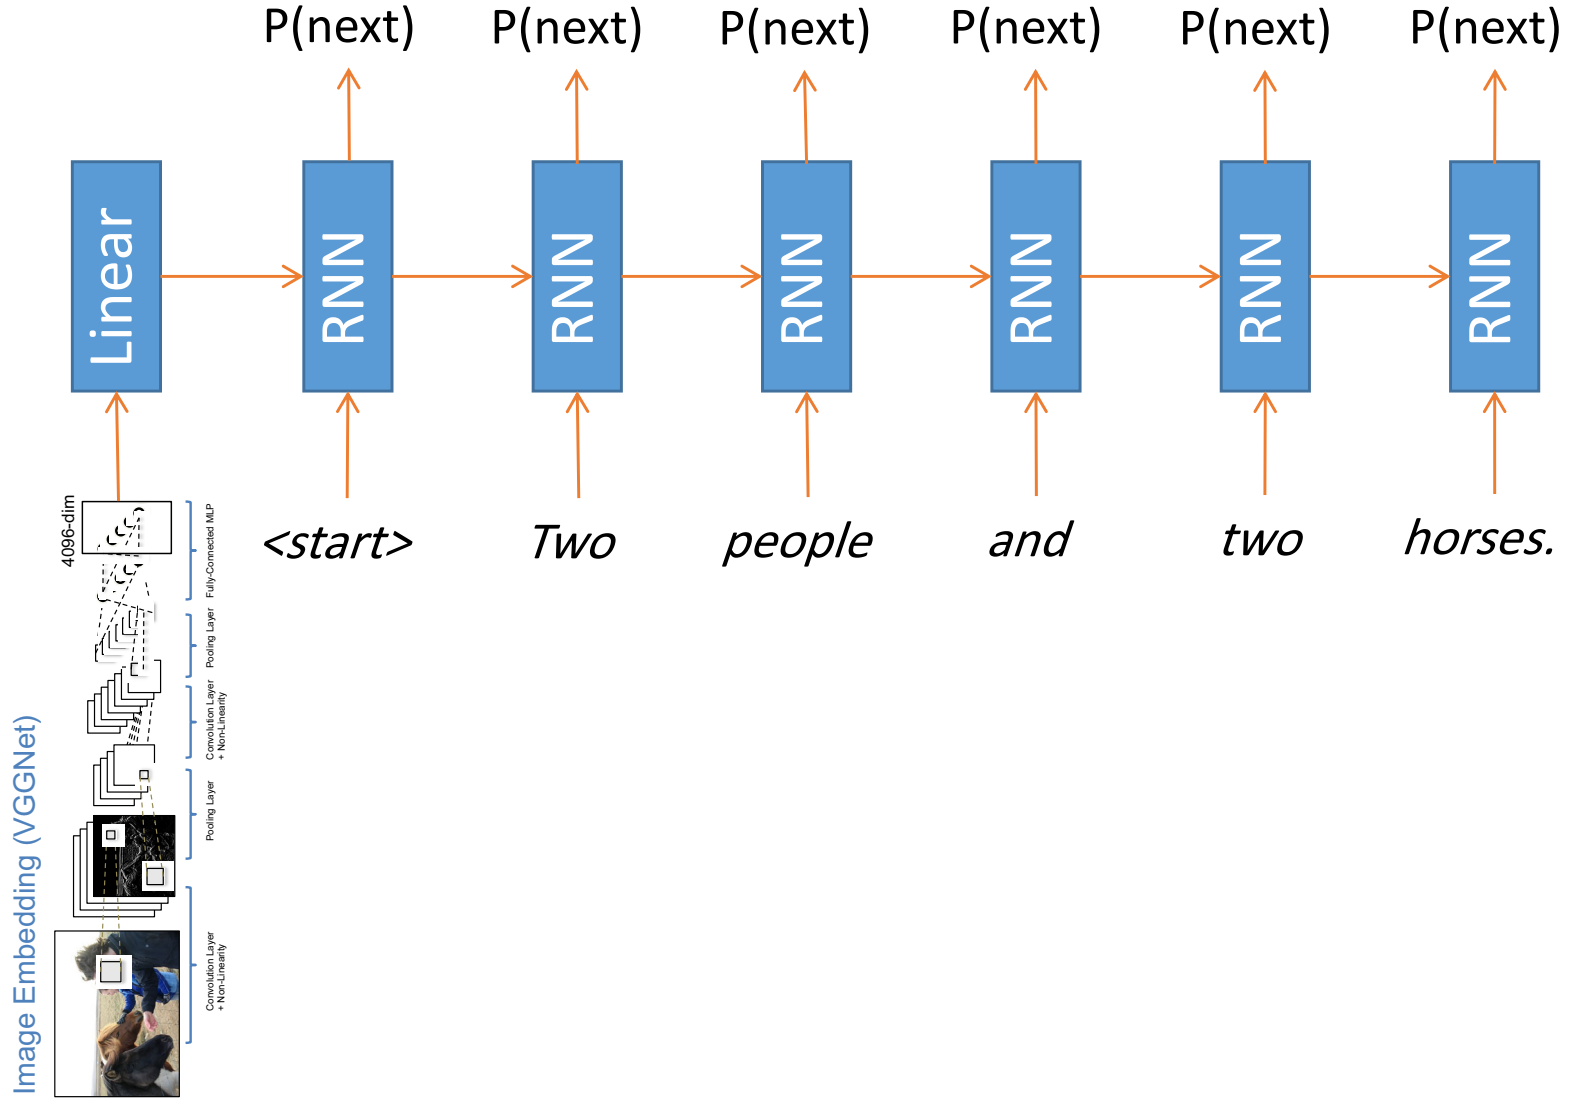 P(next) P(next) P(next) P(next) P(next) P(next)
Linear
RNN
RNN
RNN
RNN
RNN
RNN
<start> Two people and two horses.
4096-dim
Fully-Connected MLP
Pooling Layer
Convolution Layer
+ Non-Linearity
Pooling Layer
Convolution Layer
+ Non-Linearity
Image Embedding (VGGNet)